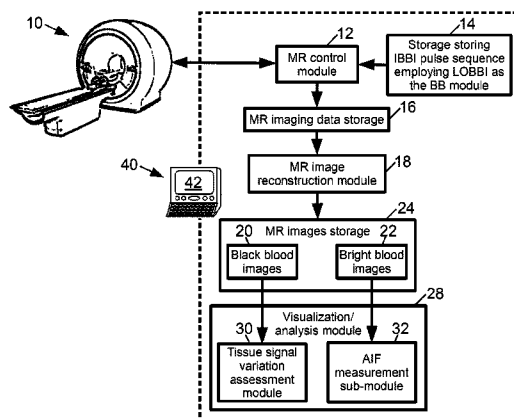 10
12
14
MR control
module
Storage storing
IBBI pulse sequence
employing LOBBI as
the BB module
MR imaging data storage
16
MR image
reconstruction module
18
40
42
24
MR images storage
20
22
Black blood
images
Bright blood
images
28
Visualization/
analysis module
30
32
Tissue signal
variation
assessment
module
AIF
measurement
sub-module